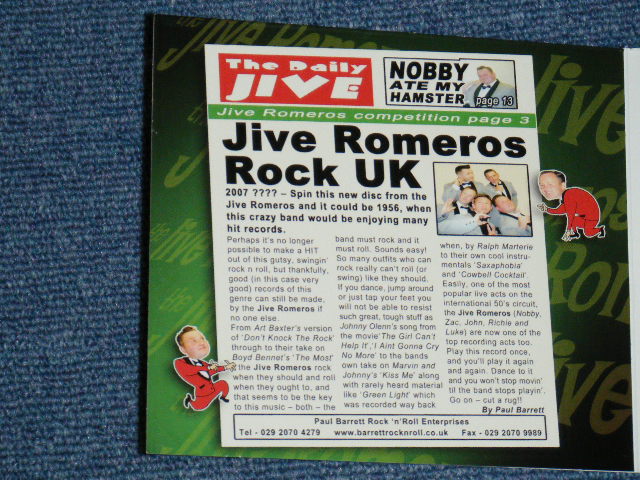 The Daily
JIVE
NOBBY
ATE MY
HAMSTER
page 13
Jive Romeros competition page 3
Jive Romeros
Rock UK
2007 ???? – Spin this new disc from the
Jive Romeros and it could be 1956, when
this crazy band would be enjoying many
hit records.
Perhaps it's no longer
possible to make a HIT
out of this gutsy, swingin'
rock n roll, but thankfully,
good (in this case very
good) records of this
genre can still be made,
by the Jive Romeros if
no one else.
From Art Baxter's version
of 'Don't Knock The Rock'
through to their take on
Boyd Bennet's 'The Most'
the Jive Romeros rock
when they should and roll
when they ought to, and
that seems to be the key
to this music – both – the
band must rock and it
must roll. Sounds easy!
So many outfits who can
rock really can't roll (or
swing) like they should.
If you dance, jump around
or just tap your feet you
will not be able to resist
such great, tough stuff as
Johnny Olenn's song from
the movie 'The Girl Can't
Help It', 'I Aint Gonna Cry
No More' to the bands
own take on Marvin and
Johnny's 'Kiss Me' along
with rarely heard material
like 'Green Light' which
was recorded way back
when, by Ralph Marterie
to their own cool instru-
mentals 'Saxaphobia'
and 'Cowbell Cocktail'.
Easily, one of the most
popular live acts on the
international 50's circuit,
the Jive Romeros (Nobby,
Zac, John, Richie and
Luke) are now one of the
top recording acts too.
Play this record once,
and you'll play it again
and again. Dance to it
and you won't stop movin'
til the band stops playin'.
Go on – cut a rug!!
By Paul Barrett
Paul Barrett Rock 'n'Roll Enterprises
Tel - 029 2070 4279 www.barrettrocknroll.co.uk Fax - 029 2070 9989